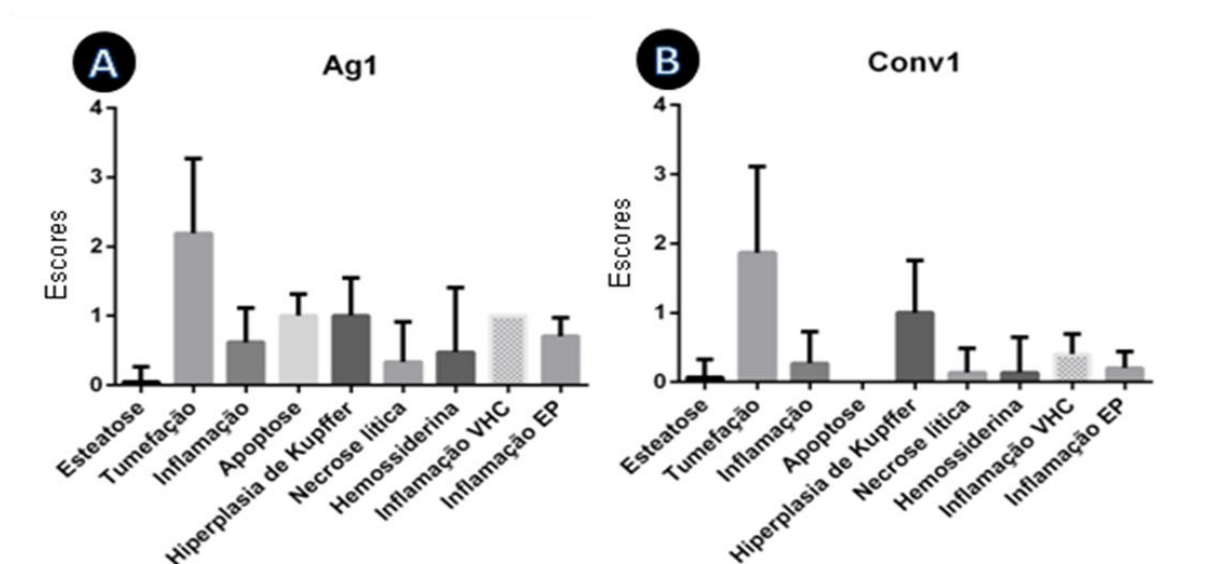 A
Ag1
Escores
4
3
2
1
0
Esteatose
Tumefação
Inflamação
Apoptose
Hiperplasia de Kupffer
Necrose lítica
Hemossiderina
Inflamação VHC
Inflamação EP
B
Conv1
Escores
4
3
2
1
0
Esteatose
Tumefação
Inflamação
Apoptose
Hiperplasia de Kupffer
Necrose lítica
Hemossiderina
Inflamação VHC
Inflamação EP